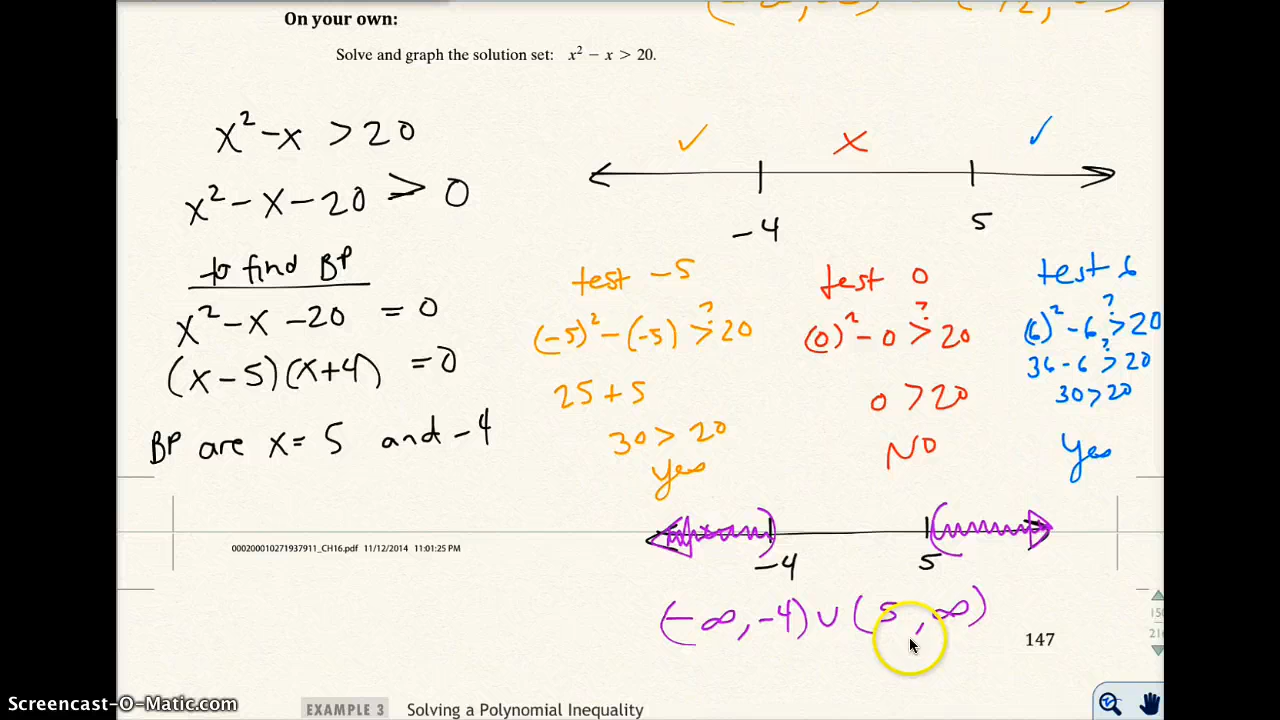 On your own:
Solve and graph the solution set: x² − x > 20.
x² − x > 20
x² − x − 20 > 0
to find BP
x² − x − 20 = 0
(x − 5)(x + 4) = 0
BP are x = 5 and −4
✓ x ✓
−4 5
test −5
(−5)² − (−5) >? 20
25 + 5
30 > 20
yes
test 0
(0)² − 0 >? 20
0 > 20
NO
test 6
(6)² − 6 >? 20
36 − 6 >? 20
30 > 20
Yes
−4 5
(−∞, −4) ∪ (5, ∞)
000200010271937911_CH16.pdf 11/12/2014 11:01:25 PM
147
Screencast-O-Matic.com
EXAMPLE 3 Solving a Polynomial Inequality